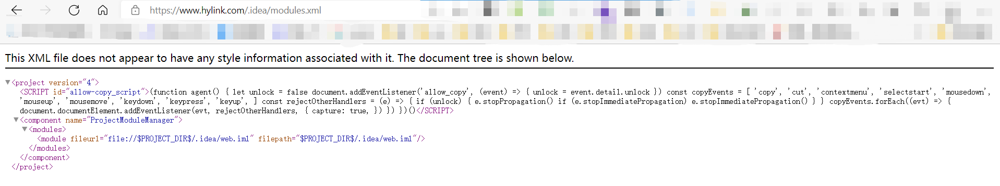 https://www.hylink.com/.idea/modules.xml
This XML file does not appear to have any style information associated with it. The document tree is shown below.
▼<project version="4">
<SCRIPT id="allow-copy_script">(function agent() { let unlock = false document.addEventListener('allow_copy', (event) => { unlock = event.detail.unlock }) const copyEvents = [ 'copy', 'cut', 'contextmenu', 'selectstart', 'mousedown',
'mouseup', 'mousemove', 'keydown', 'keypress', 'keyup', ] const rejectOtherHandlers = (e) => { if (unlock) { e.stopPropagation() if (e.stopImmediatePropagation) e.stopImmediatePropagation() } } copyEvents.forEach((evt) => {
document.documentElement.addEventListener(evt, rejectOtherHandlers, { capture: true, }) }) })()</SCRIPT>
▼<component name="ProjectModuleManager">
▼<modules>
<module fileurl="file://$PROJECT_DIR$/.idea/web.iml" filepath="$PROJECT_DIR$/.idea/web.iml"/>
</modules>
</component>
</project>